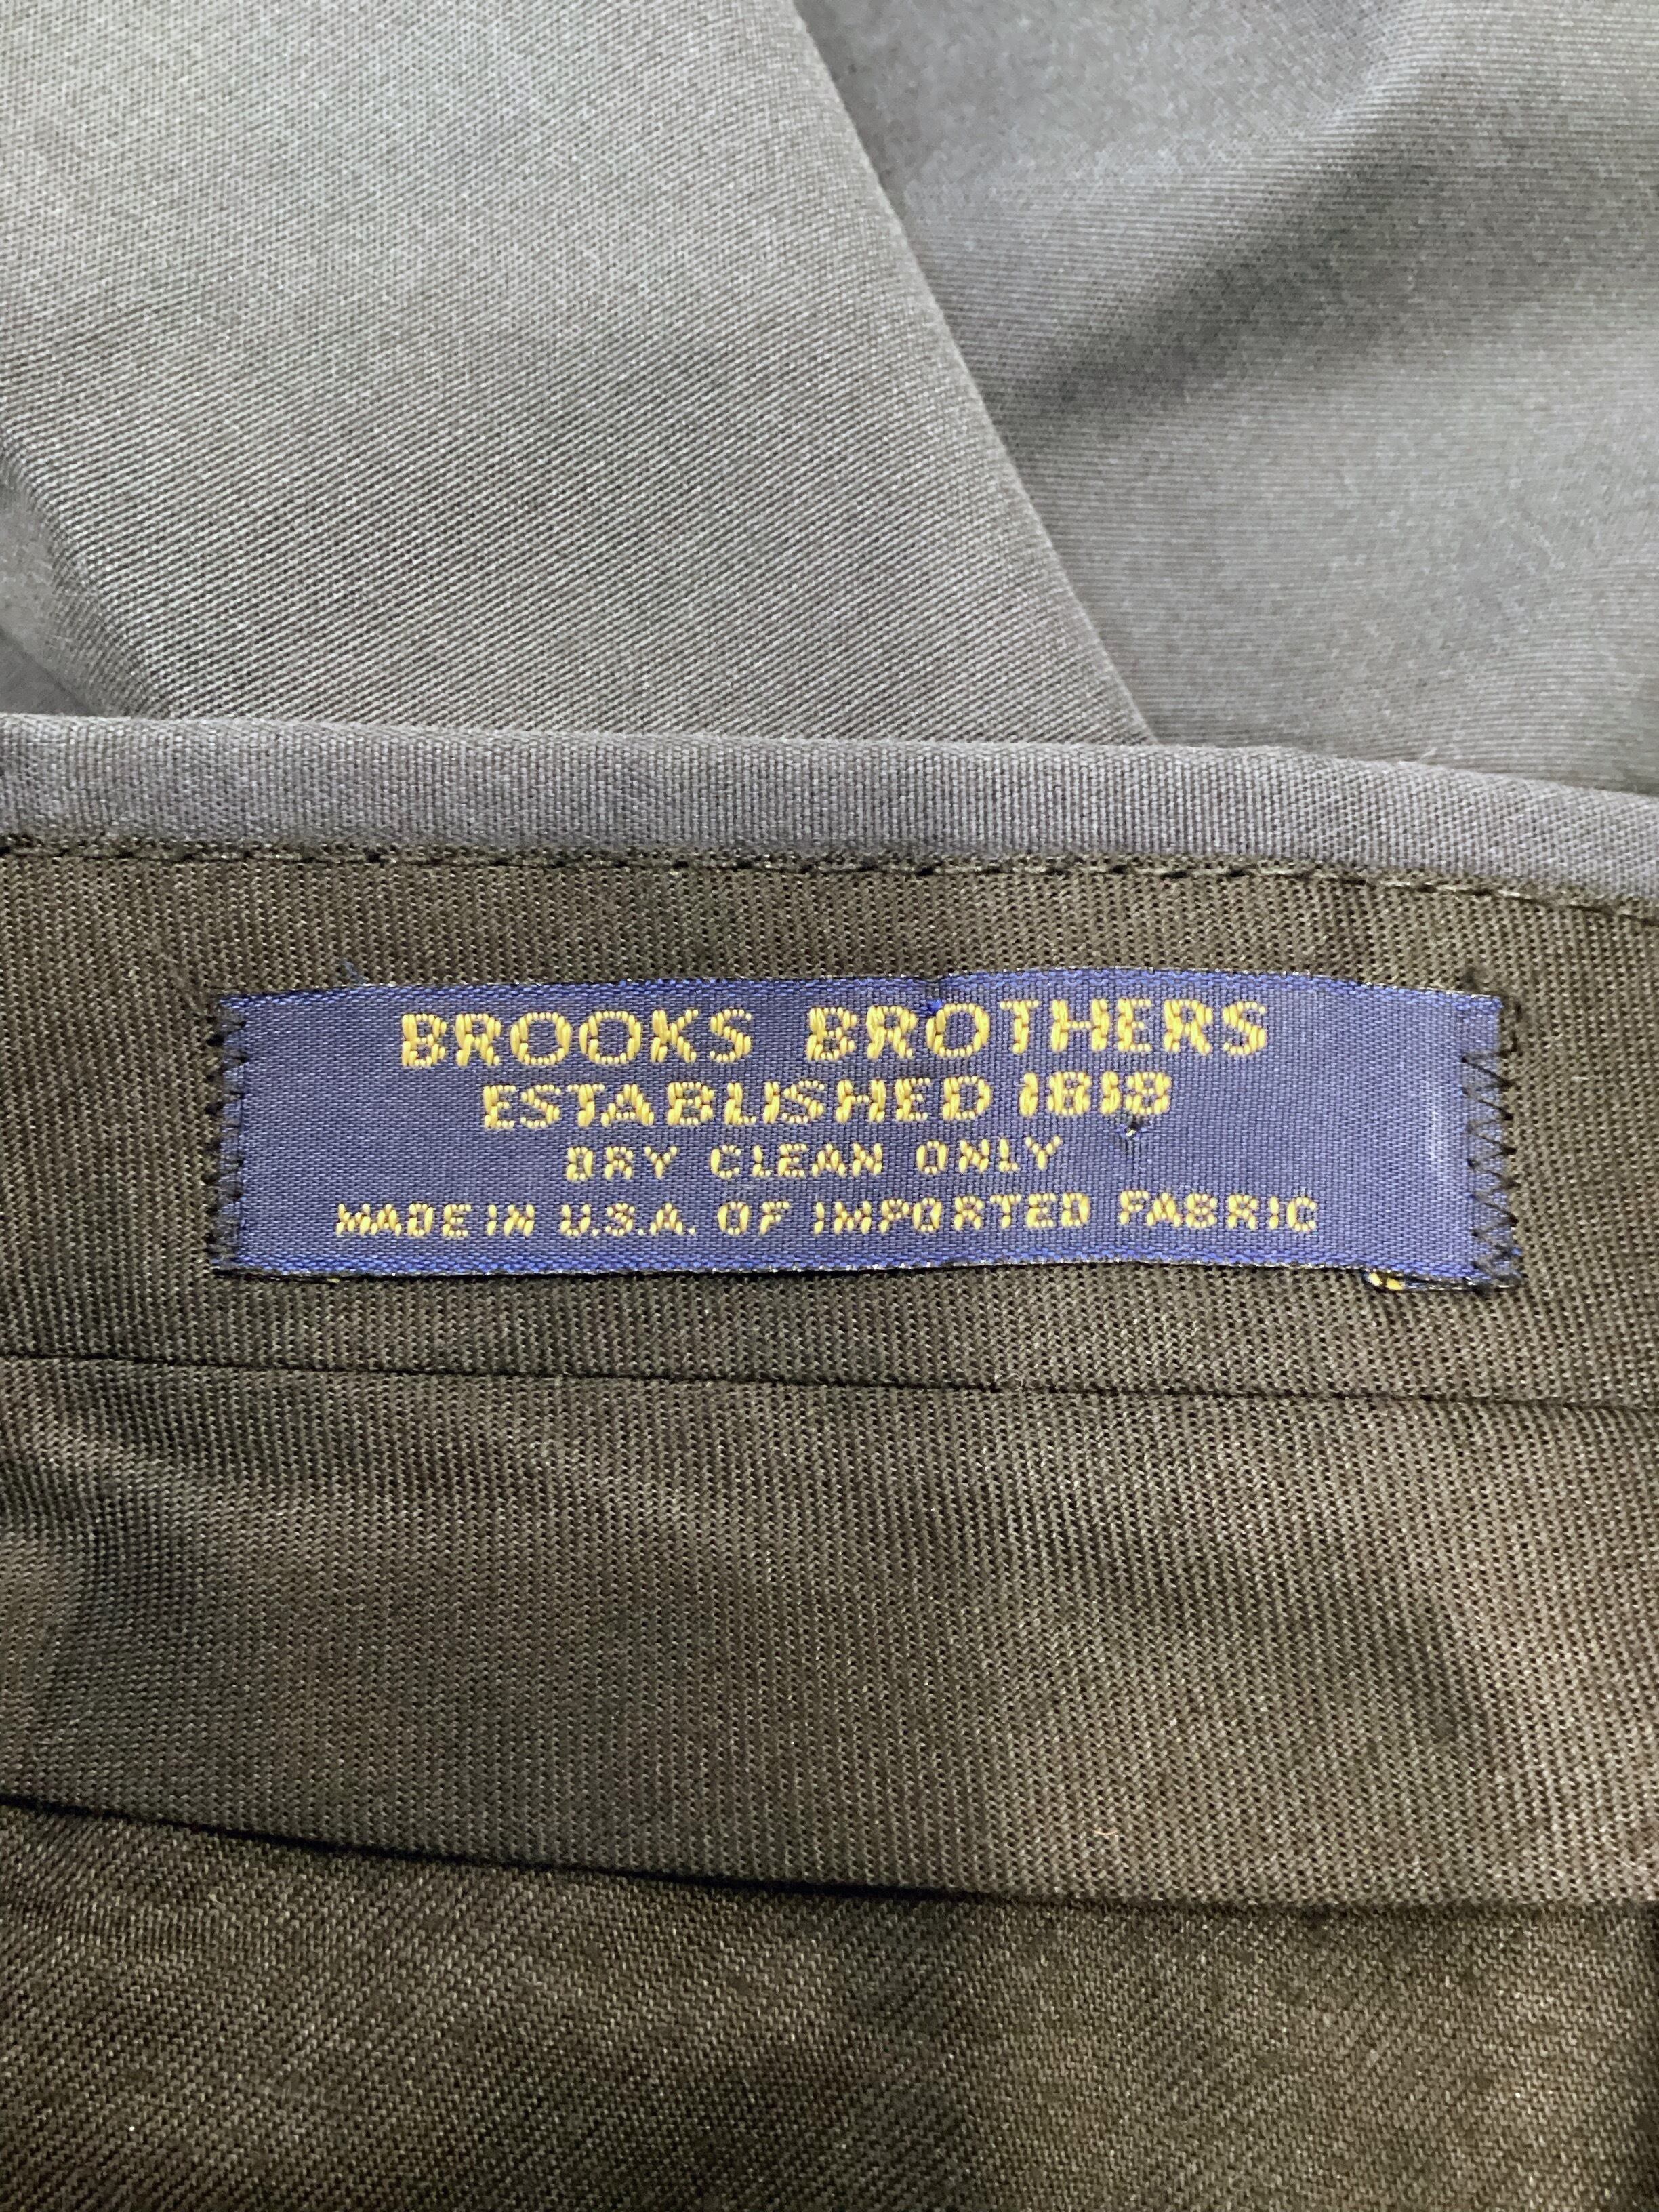 BROOKS BROTHERS
ESTABLISHED 1818
DRY CLEAN ONLY
MADE IN U.S.A. OF IMPORTED FABRIC